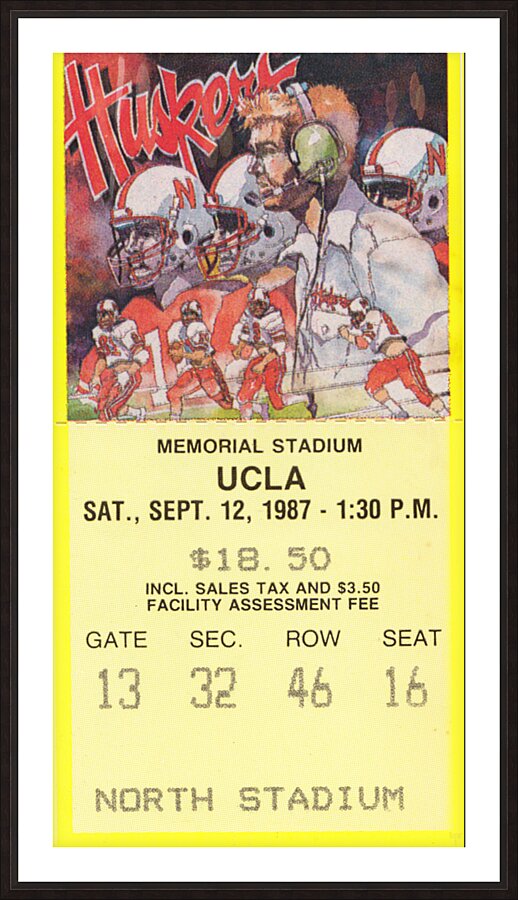 Huskers
N
N
MEMORIAL STADIUM
UCLA
SAT., SEPT. 12, 1987 - 1:30 P.M.
$18.50
INCL. SALES TAX AND $3.50
FACILITY ASSESSMENT FEE
GATE SEC. ROW SEAT
13 32 46 16
NORTH STADIUM